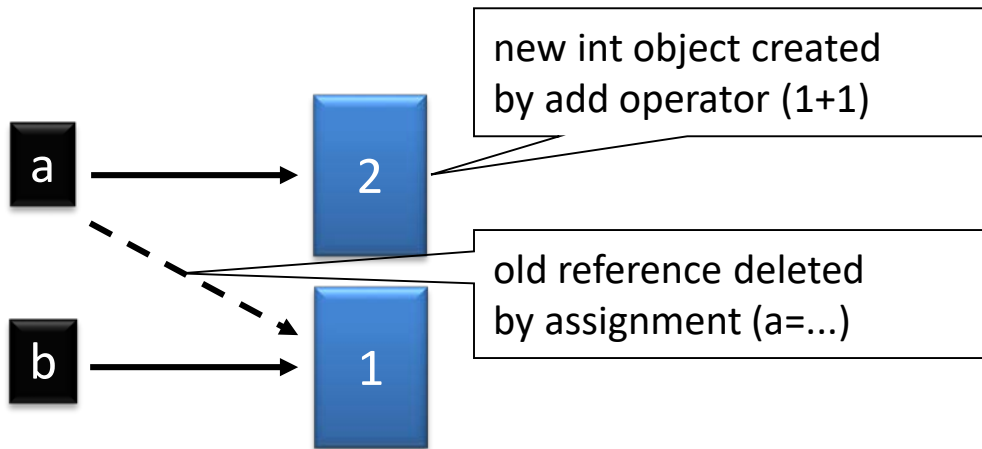 new int object created
by add operator (1+1)
a
2
old reference deleted
by assignment (a=...)
b
1